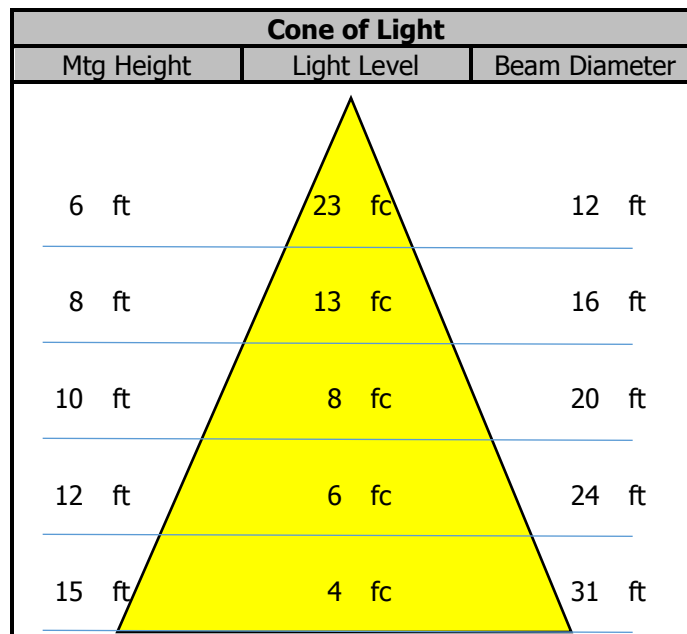 Cone of Light
Mtg Height Light Level Beam Diameter
6 ft 23 fc 12 ft
8 ft 13 fc 16 ft
10 ft 8 fc 20 ft
12 ft 6 fc 24 ft
15 ft 4 fc 31 ft